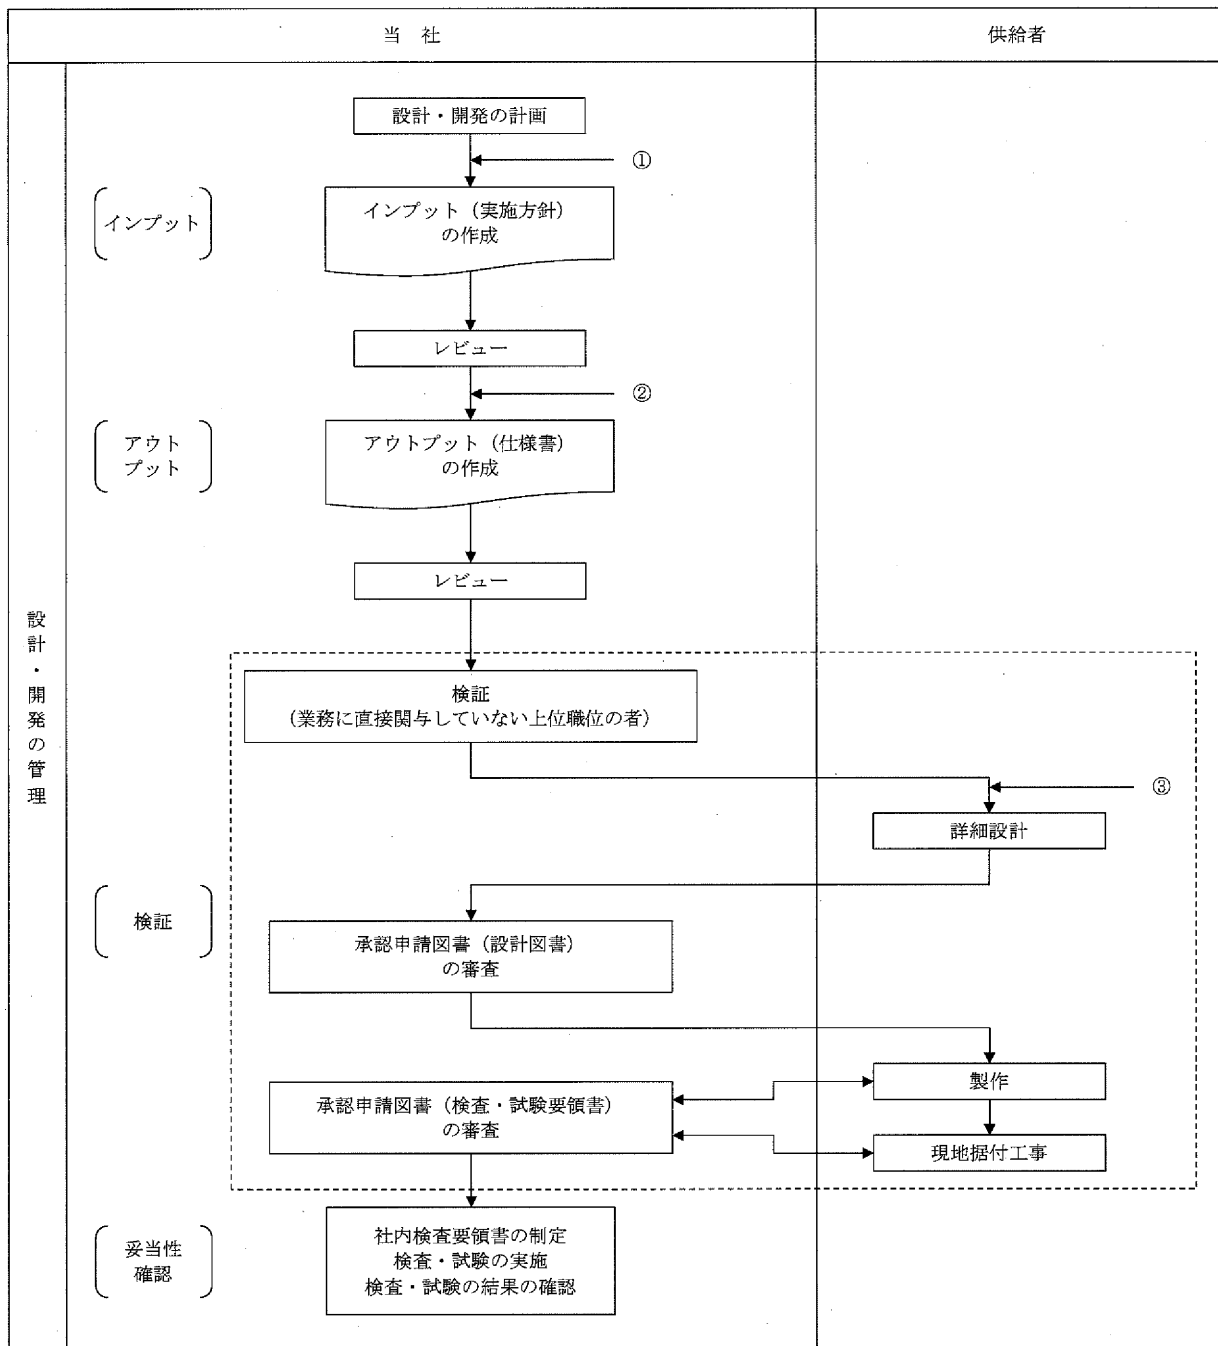 当 社
供給者
設計・開発の計画
①
インプット
インプット（実施方針）
の作成
レビュー
②
アウト
プット
アウトプット（仕様書）
の作成
レビュー
設計・開発の管理
検証
（業務に直接関与していない上位職位の者）
③
詳細設計
検証
承認申請図書（設計図書）
の審査
製作
承認申請図書（検査・試験要領書）
の審査
現地据付工事
妥当性
確認
社内検査要領書の制定
検査・試験の実施
検査・試験の結果の確認